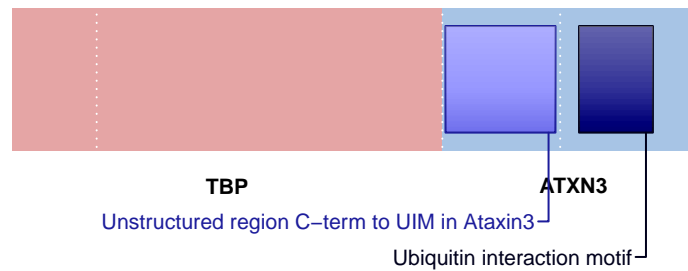 TBP ATXN3
Unstructured region C−term to UIM in Ataxin3
Ubiquitin interaction motif